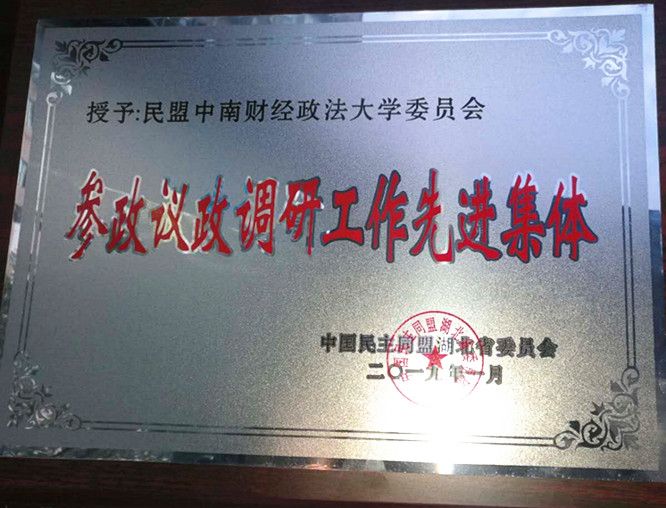 授予:民盟中南财经政法大学委员会
参政议政调研工作先进集体
中国民主同盟湖北省委员会
二〇一九年一月